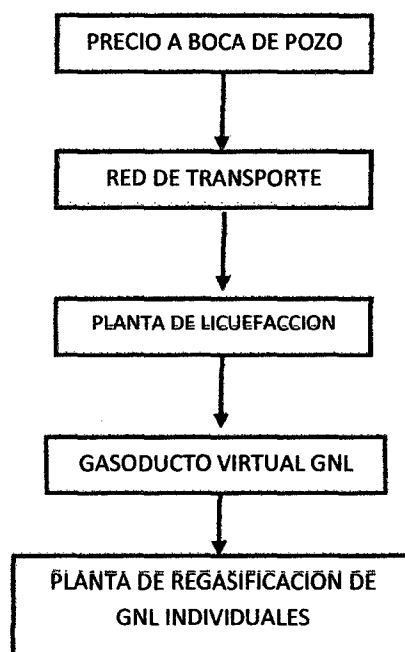 PRECIO A BOCA DE POZO
RED DE TRANSPORTE
PLANTA DE LICUEFACCION
GASODUCTO VIRTUAL GNL
PLANTA DE REGASIFICACION DE
GNL INDIVIDUALES